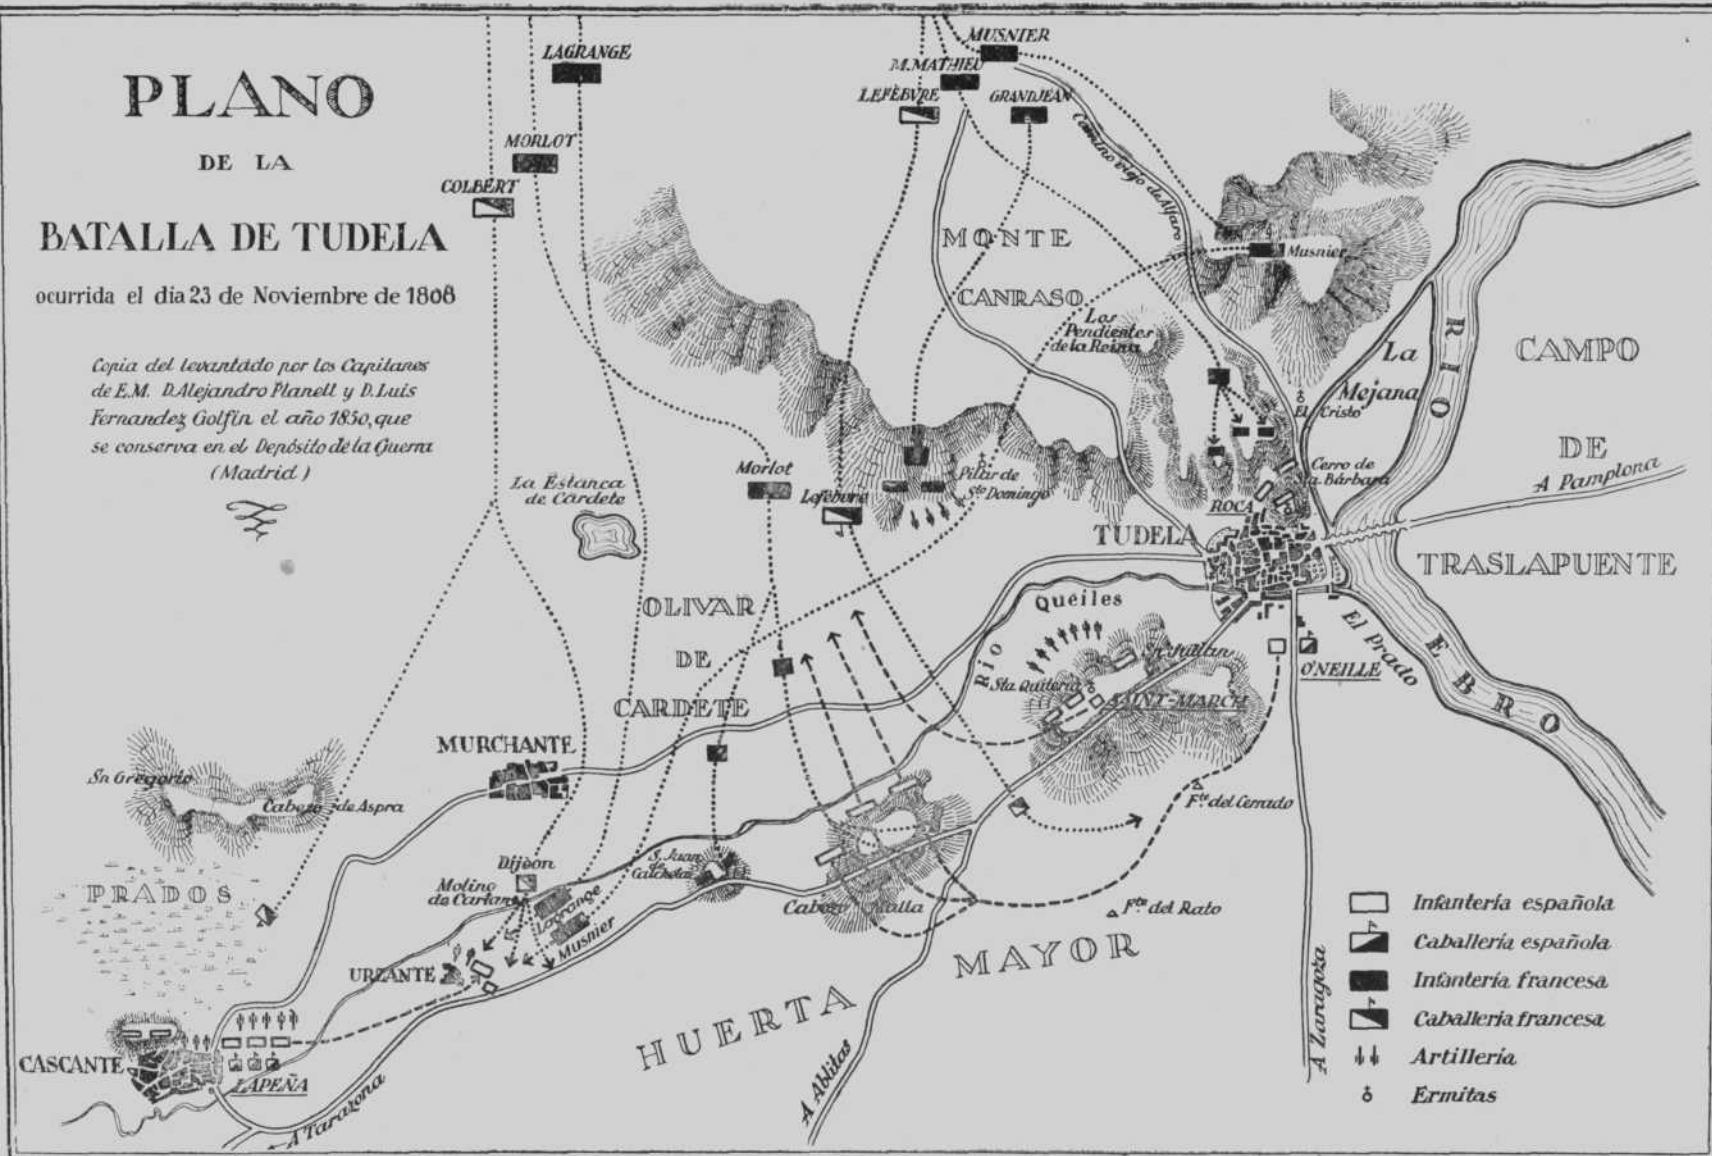 PLANO
DE LA
BATALLA DE TUDELA
ocurrida el día 23 de Noviembre de 1808
Copia del levantado por los Capitanes
de E.M. D.Alejandro Planell y D.Luis
Fernandez Golfín el año 1850, que
se conserva en el Depósito de la Guerra
(Madrid)
LAGRANGE
MORLOT
COLBERT
MUSNIER
M.MATHIEU
LEFÈBVRE
GRANDJEAN
Camino viejo de Alfaro
MONTE
CANRASO
Musnier
Los
Pendientes
de la Reina
La
Mejana
RIO
EBRO
CAMPO
DE
TRASLAPUENTE
A Pamplona
El Cristo
Cerro de
Sta. Bárbara
ROCA
TUDELA
Morlot
Lefebvre
Pilar de
Sto Domingo
La Estanca
de Cardete
OLIVAR
DE
CARDETE
Rio Queiles
Sn Julian
Sta Quiteria
SAINT-MARCH
O'NEILLE
El Prado
MURCHANTE
Sn Gregorio
Cabezo de Aspra
PRADOS
Dijeon
Molino
de
Lagrange
Musnier
S. Juan
de
Cabezo Malla
Fte del Cerrado
Fte del Rato
URZANTE
CASCANTE
LAPEÑA
A Tarazona
HUERTA MAYOR
A Ablitas
A Zaragoza
Infantería española
Caballería española
Infantería francesa
Caballeria francesa
Artillería
Ermitas